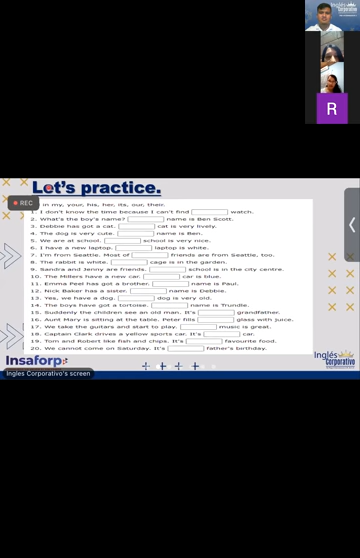 Inglés
Corporativo
R
Let's practice.
REC
in my, your, his, her, its, our, their.
1. I don't know the time because I can't find watch.
2. What's the boy's name? name is Ben Scott.
3. Debbie has got a cat. cat is very lively.
4. The dog is very cute. name is Ben.
5. We are at school. school is very nice.
6. I have a new laptop. laptop is white.
7. I'm from Seattle. Most of friends are from Seattle, too.
8. The rabbit is white. cage is in the garden.
9. Sandra and Jenny are friends. school is in the city centre.
10. The Millers have a new car. car is blue.
11. Emma Peel has got a brother. name is Paul.
12. Nick Baker has a sister. name is Debbie.
13. Yes, we have a dog. dog is very old.
14. The boys have got a tortoise. name is Trundle.
15. Suddenly the children see an old man. It's grandfather.
16. Aunt Mary is sitting at the table. Peter fills glass with juice.
17. We take the guitars and start to play. music is great.
18. Captain Clark drives a yellow sports car. It's car.
19. Tom and Robert like fish and chips. It's favourite food.
20. We cannot come on Saturday. It's father's birthday.
Insaforp
Inglés
Corporativo
Ingles Corporativo's screen